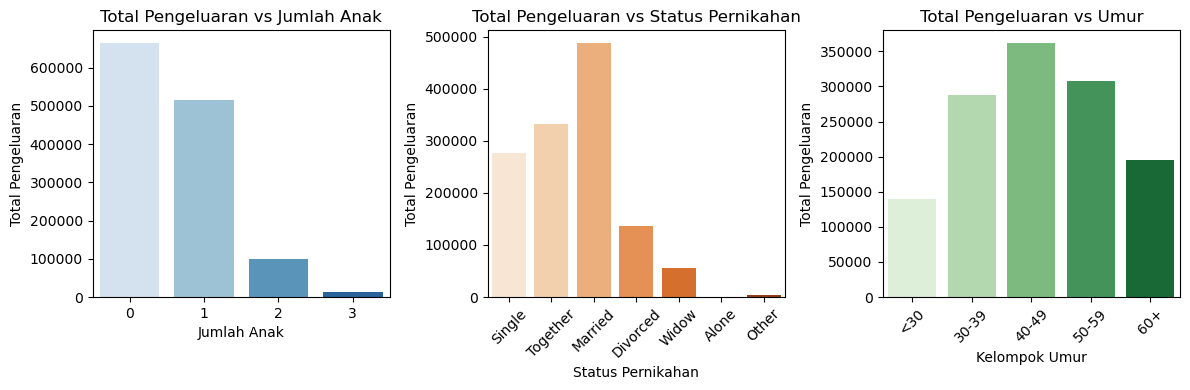 Total Pengeluaran vs Jumlah Anak
600000
500000
400000
300000
200000
100000
0
Total Pengeluaran
0 1 2 3
Jumlah Anak
Total Pengeluaran vs Status Pernikahan
500000
400000
300000
200000
100000
0
Total Pengeluaran
Single Together Married Divorced Widow Alone Other
Status Pernikahan
Total Pengeluaran vs Umur
350000
300000
250000
200000
150000
100000
50000
0
Total Pengeluaran
<30 30-39 40-49 50-59 60+
Kelompok Umur